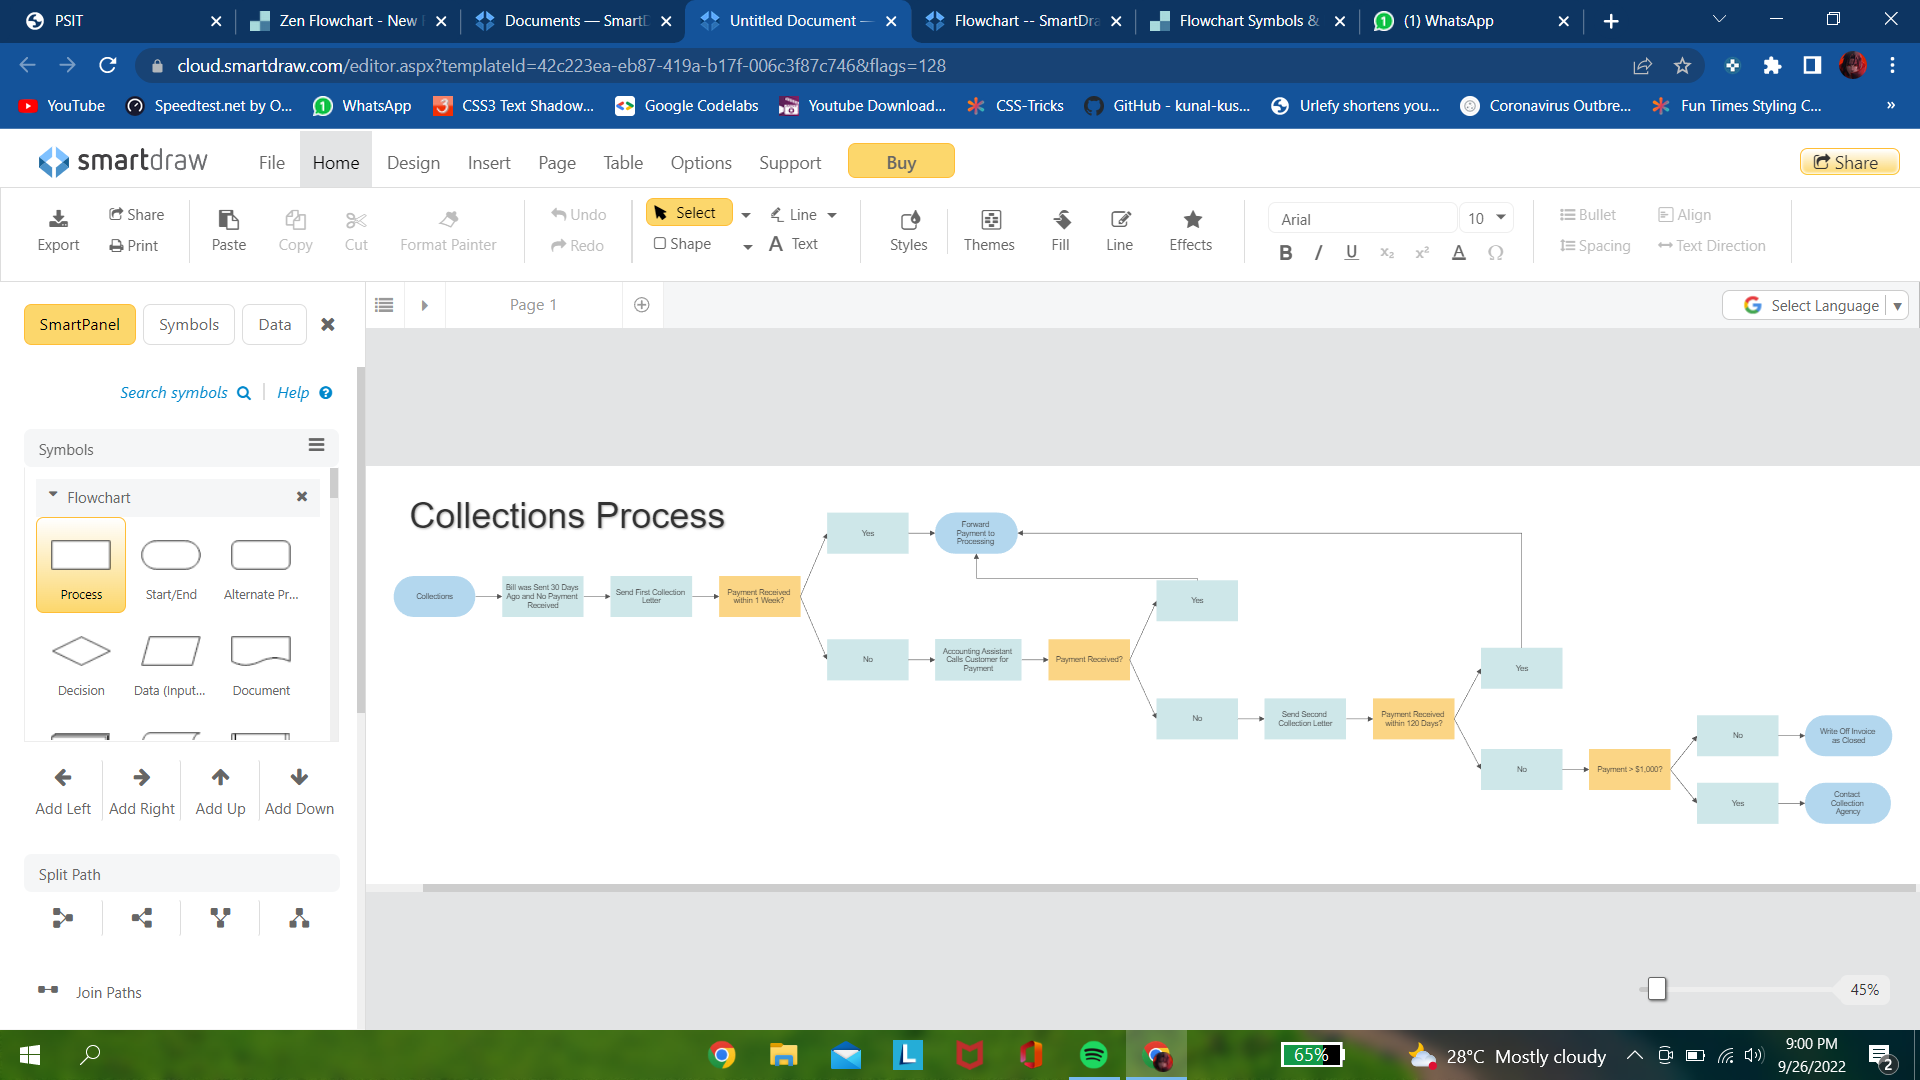 PSIT
Zen Flowchart - New
Documents — SmartD
Untitled Document —
Flowchart -- SmartDra
Flowchart Symbols &
(1) WhatsApp
cloud.smartdraw.com/editor.aspx?templateId=42c223ea-eb87-419a-b17f-006c3f87c746&flags=128
YouTube
Speedtest.net by O...
WhatsApp
CSS3 Text Shadow...
Google Codelabs
Youtube Download...
CSS-Tricks
GitHub - kunal-kus...
Urlefy shortens you...
Coronavirus Outbre...
Fun Times Styling C...
»
smartdraw
File
Home
Design
Insert
Page
Table
Options
Support
Buy
Share
Export
Share
Print
Paste
Copy
Cut
Format Painter
Undo
Redo
Select
Shape
Line
A Text
Styles
Themes
Fill
Line
Effects
Arial
10
B I U x₂ x² A Ω
Bullet
Spacing
Align
Text Direction
SmartPanel
Symbols
Data
Page 1
Select Language
Search symbols
Help
Symbols
Flowchart
Process
Start/End
Alternate Pr...
Decision
Data (Input...
Document
Add Left
Add Right
Add Up
Add Down
Split Path
Join Paths
Collections Process
Collections
Bill was Sent 30 Days
Ago and No Payment
Received
Send First Collection
Letter
Payment Received
within 1 Week?
Yes
Forward
Payment to
Processing
No
Accounting Assistant
Calls Customer for
Payment
Payment Received?
Yes
No
Send Second
Collection Letter
Payment Received
within 120 Days?
Yes
No
Payment > $1,000?
No
Write Off Invoice
as Closed
Yes
Contact
Collection
Agency
45%
L
65%
28°C Mostly cloudy
9:00 PM
9/26/2022
2